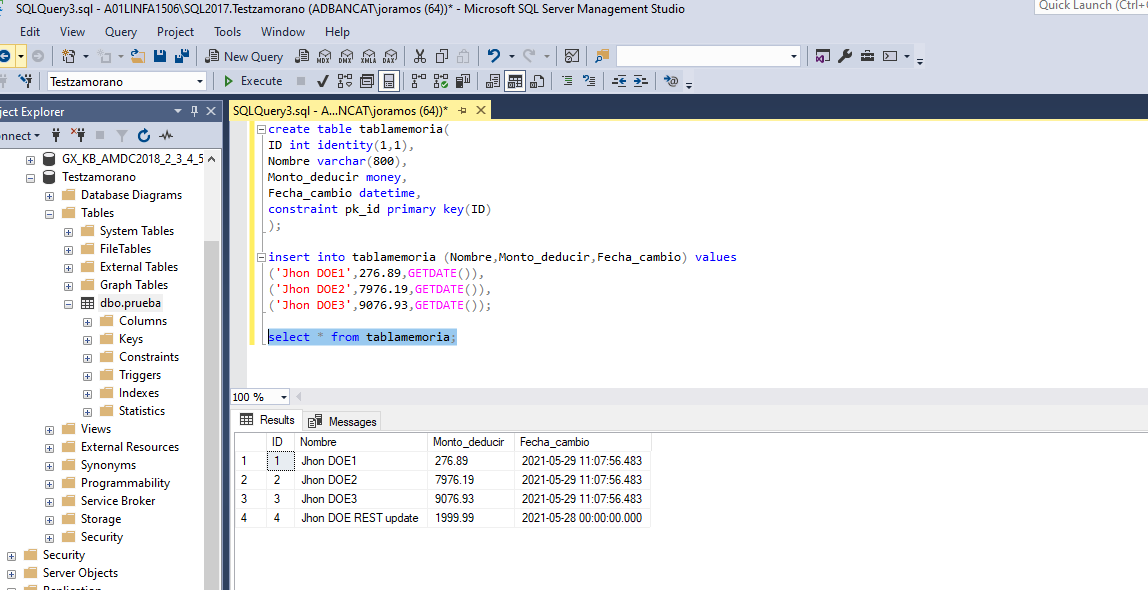 SQLQuery3.sql - A01LINFA1506\SQL2017.Testzamorano (ADBANCAT\joramos (64))* - Microsoft SQL Server Management Studio
Quick Launch (Ctrl+
Edit View Query Project Tools Window Help
New Query
MDX DMX XMLA DAX
Testzamorano
Execute
ject Explorer
SQLQuery3.sql - A...NCAT\joramos (64))*
nnect
GX_KB_AMDC2018_2_3_4_5
Testzamorano
Database Diagrams
Tables
System Tables
FileTables
External Tables
Graph Tables
dbo.prueba
Columns
Keys
Constraints
Triggers
Indexes
Statistics
Views
External Resources
Synonyms
Programmability
Service Broker
Storage
Security
Security
Server Objects
Replication
create table tablamemoria(
ID int identity(1,1),
Nombre varchar(800),
Monto_deducir money,
Fecha_cambio datetime,
constraint pk_id primary key(ID)
);
insert into tablamemoria (Nombre,Monto_deducir,Fecha_cambio) values
('Jhon DOE1',276.89,GETDATE()),
('Jhon DOE2',7976.19,GETDATE()),
('Jhon DOE3',9076.93,GETDATE());
select * from tablamemoria;
100 %
Results Messages
ID Nombre Monto_deducir Fecha_cambio
1 1 Jhon DOE1 276.89 2021-05-29 11:07:56.483
2 2 Jhon DOE2 7976.19 2021-05-29 11:07:56.483
3 3 Jhon DOE3 9076.93 2021-05-29 11:07:56.483
4 4 Jhon DOE REST update 1999.99 2021-05-28 00:00:00.000